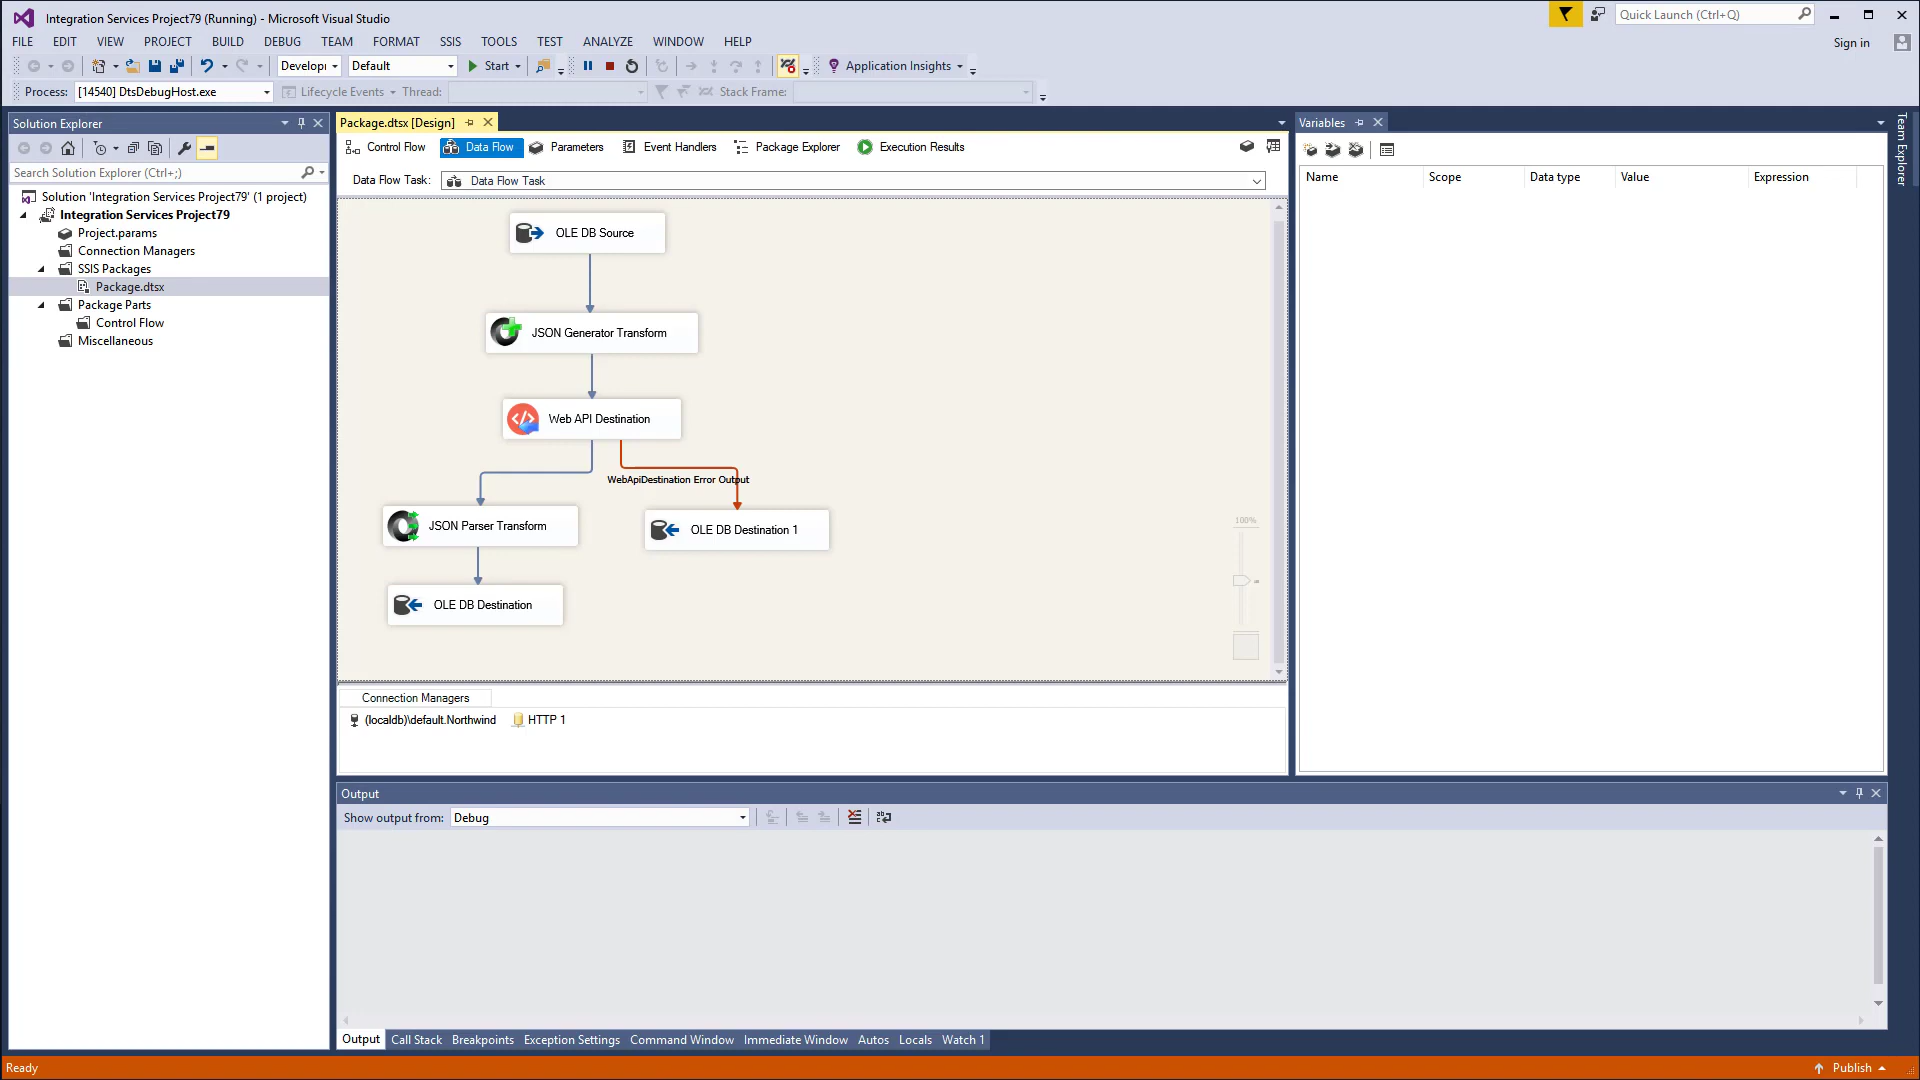 Integration Services Project79 (Running) - Microsoft Visual Studio
Quick Launch (Ctrl+Q)
FILE EDIT VIEW PROJECT BUILD DEBUG TEAM FORMAT SSIS TOOLS TEST ANALYZE WINDOW HELP
Sign in
Develop Default Start Application Insights
Process: [14540] DtsDebugHost.exe Lifecycle Events Thread: Stack Frame:
Solution Explorer
Search Solution Explorer (Ctrl+;)
Solution 'Integration Services Project79' (1 project)
Integration Services Project79
Project.params
Connection Managers
SSIS Packages
Package.dtsx
Package Parts
Control Flow
Miscellaneous
Package.dtsx [Design]
Control Flow Data Flow Parameters Event Handlers Package Explorer Execution Results
Data Flow Task: Data Flow Task
OLE DB Source
JSON Generator Transform
Web API Destination
WebApiDestination Error Output
JSON Parser Transform
OLE DB Destination 1
OLE DB Destination
100%
Connection Managers
(localdb)\default.Northwind HTTP 1
Variables
Name Scope Data type Value Expression
Team Explorer
Output
Show output from: Debug
Output Call Stack Breakpoints Exception Settings Command Window Immediate Window Autos Locals Watch 1
Ready
Publish